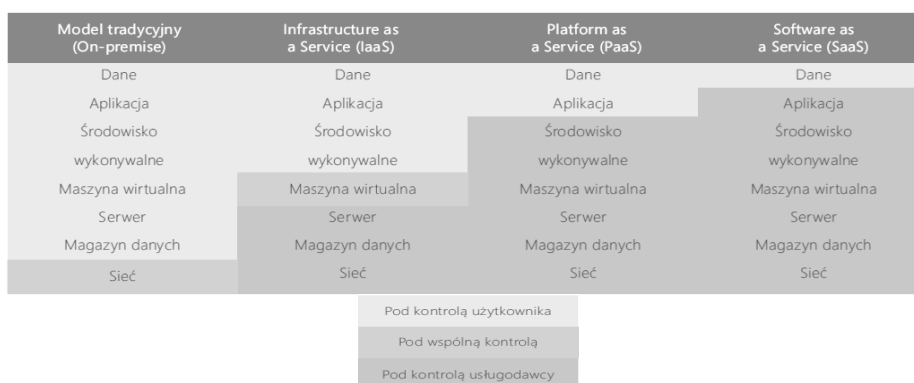 Model tradycyjny
(On-premise)
Infrastructure as
a Service (IaaS)
Platform as
a Service (PaaS)
Software as
a Service (SaaS)
Dane
Dane
Dane
Dane
Aplikacja
Aplikacja
Aplikacja
Aplikacja
Środowisko
Środowisko
Środowisko
Środowisko
wykonywalne
wykonywalne
wykonywalne
wykonywalne
Maszyna wirtualna
Maszyna wirtualna
Maszyna wirtualna
Maszyna wirtualna
Serwer
Serwer
Serwer
Serwer
Magazyn danych
Magazyn danych
Magazyn danych
Magazyn danych
Sieć
Sieć
Sieć
Sieć
Pod kontrolą użytkownika
Pod wspólną kontrolą
Pod kontrolą usługodawcy